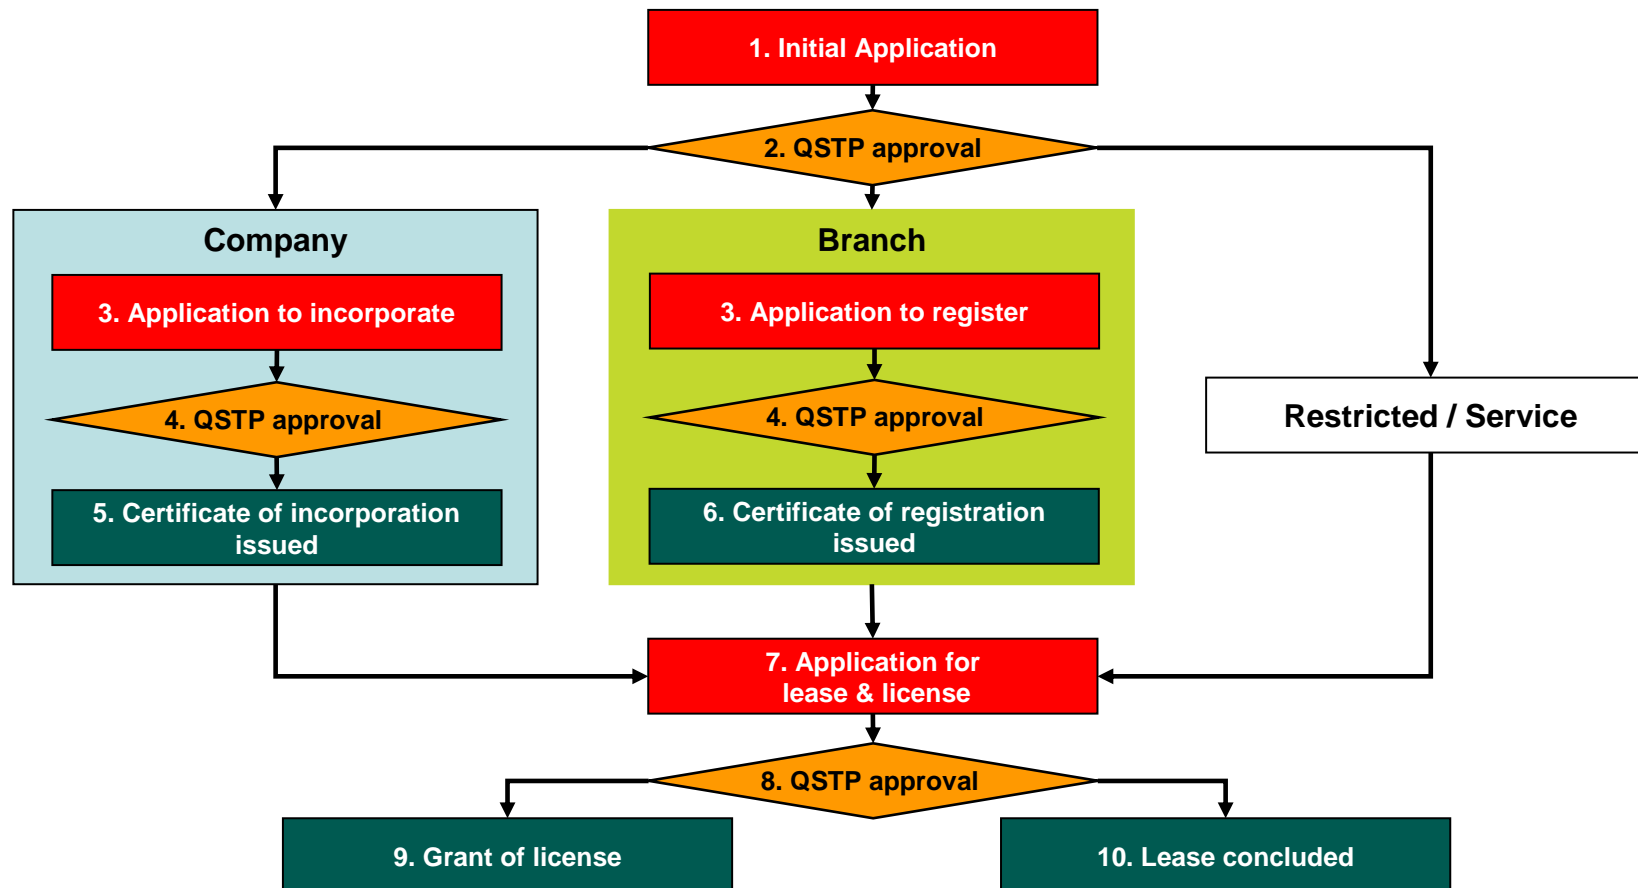 1. Initial Application
2. QSTP approval
Company
3. Application to incorporate
4. QSTP approval
5. Certificate of incorporation
issued
Branch
3. Application to register
4. QSTP approval
6. Certificate of registration
issued
Restricted / Service
7. Application for
lease & license
8. QSTP approval
9. Grant of license
10. Lease concluded